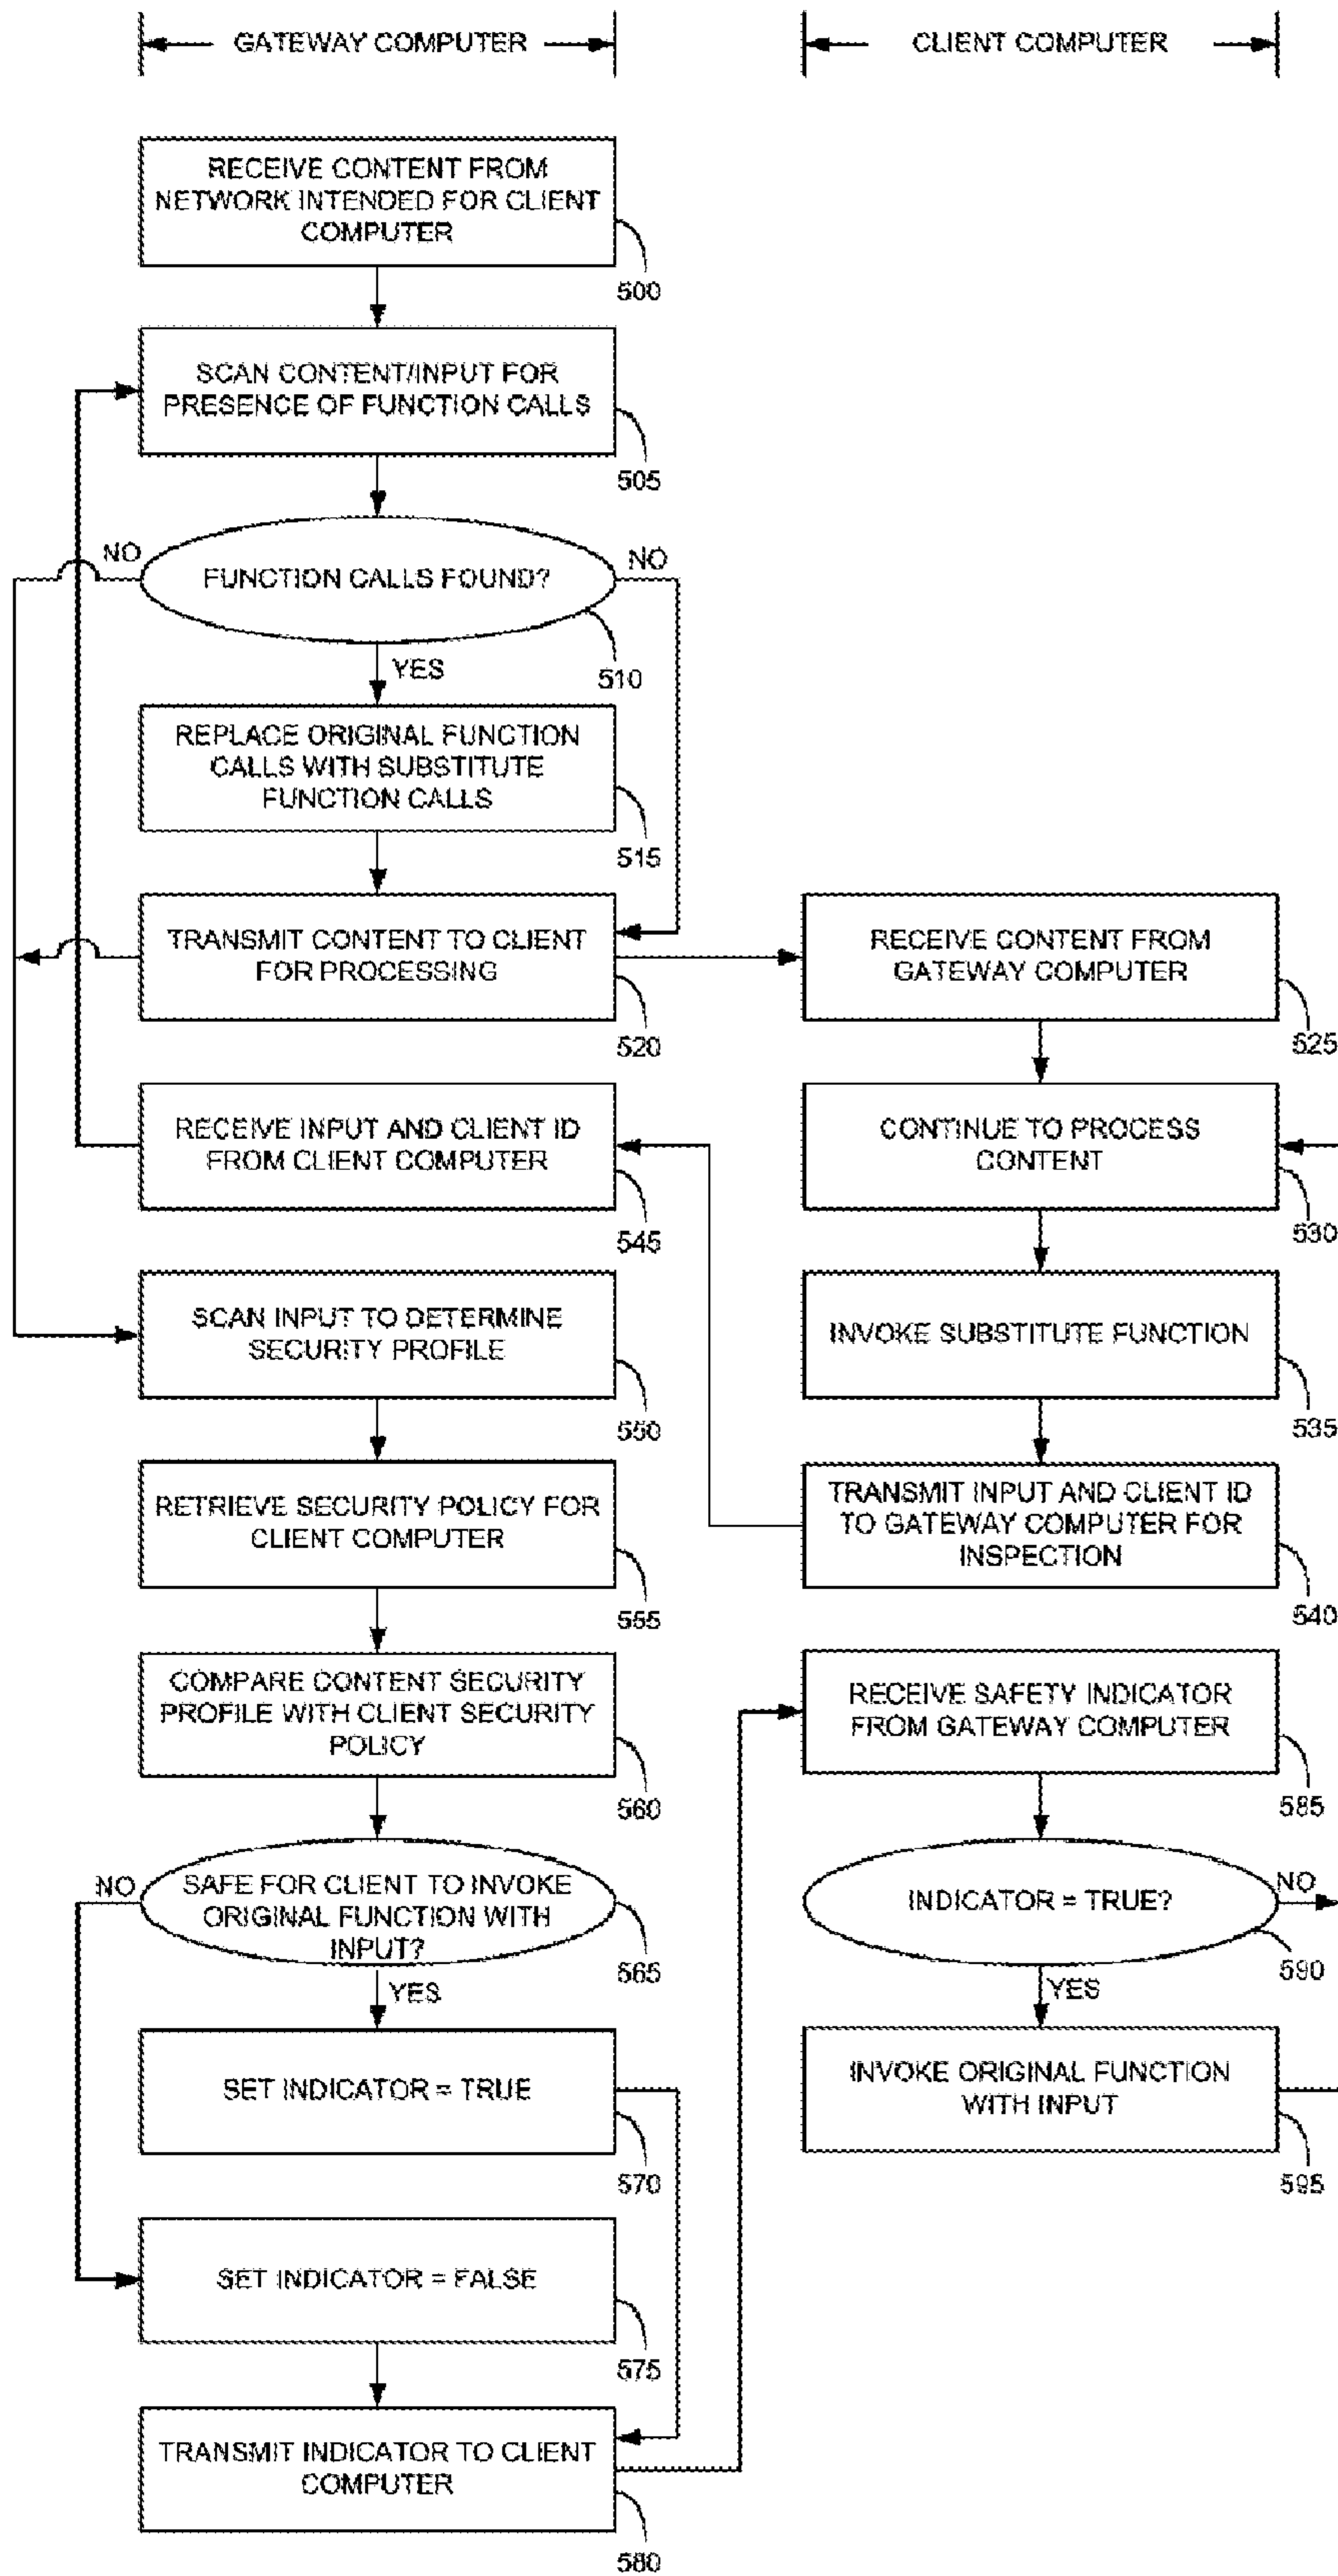 GATEWAY COMPUTER
CLIENT COMPUTER
RECEIVE CONTENT FROM
NETWORK INTENDED FOR CLIENT
COMPUTER
500
SCAN CONTENT/INPUT FOR
PRESENCE OF FUNCTION CALLS
505
NO
FUNCTION CALLS FOUND?
NO
510
YES
REPLACE ORIGINAL FUNCTION
CALLS WITH SUBSTITUTE
FUNCTION CALLS
515
TRANSMIT CONTENT TO CLIENT
FOR PROCESSING
520
RECEIVE CONTENT FROM
GATEWAY COMPUTER
525
RECEIVE INPUT AND CLIENT ID
FROM CLIENT COMPUTER
545
CONTINUE TO PROCESS
CONTENT
530
SCAN INPUT TO DETERMINE
SECURITY PROFILE
550
INVOKE SUBSTITUTE FUNCTION
535
RETRIEVE SECURITY POLICY FOR
CLIENT COMPUTER
555
TRANSMIT INPUT AND CLIENT ID
TO GATEWAY COMPUTER FOR
INSPECTION
540
COMPARE CONTENT SECURITY
PROFILE WITH CLIENT SECURITY
POLICY
560
RECEIVE SAFETY INDICATOR
FROM GATEWAY COMPUTER
585
NO
SAFE FOR CLIENT TO INVOKE
ORIGINAL FUNCTION WITH
INPUT?
565
YES
INDICATOR = TRUE?
NO
590
YES
SET INDICATOR = TRUE
570
INVOKE ORIGINAL FUNCTION
WITH INPUT
595
SET INDICATOR = FALSE
575
TRANSMIT INDICATOR TO CLIENT
COMPUTER
580